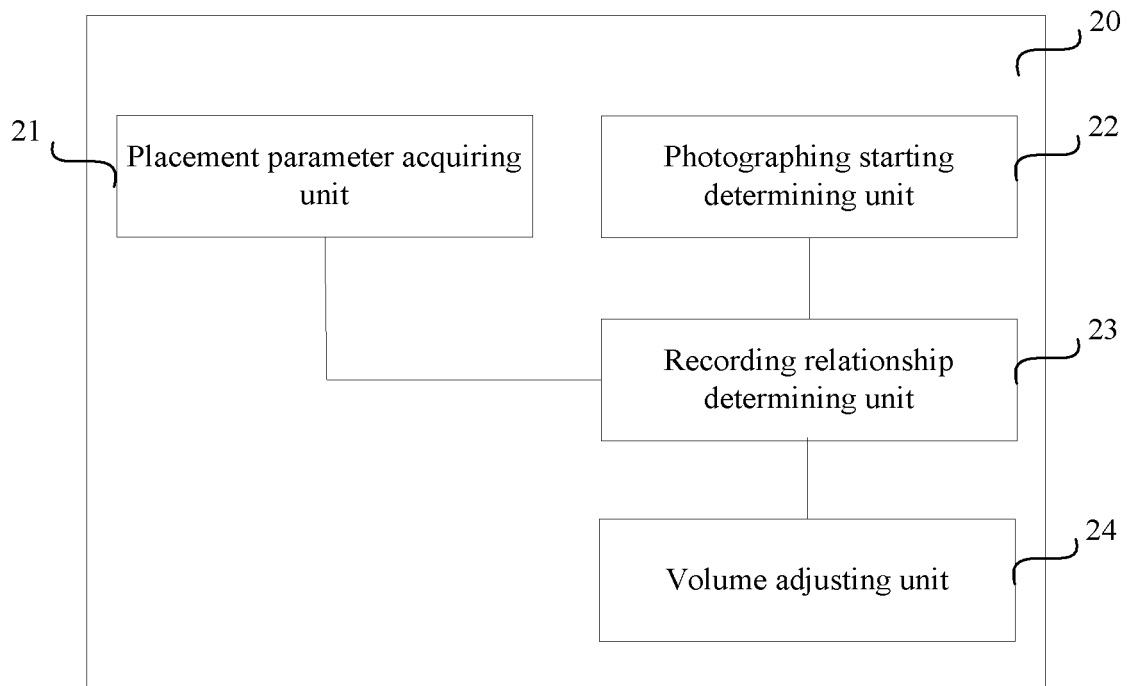 20
21
Placement parameter acquiring
unit
Photographing starting
determining unit
22
Recording relationship
determining unit
23
Volume adjusting unit
24